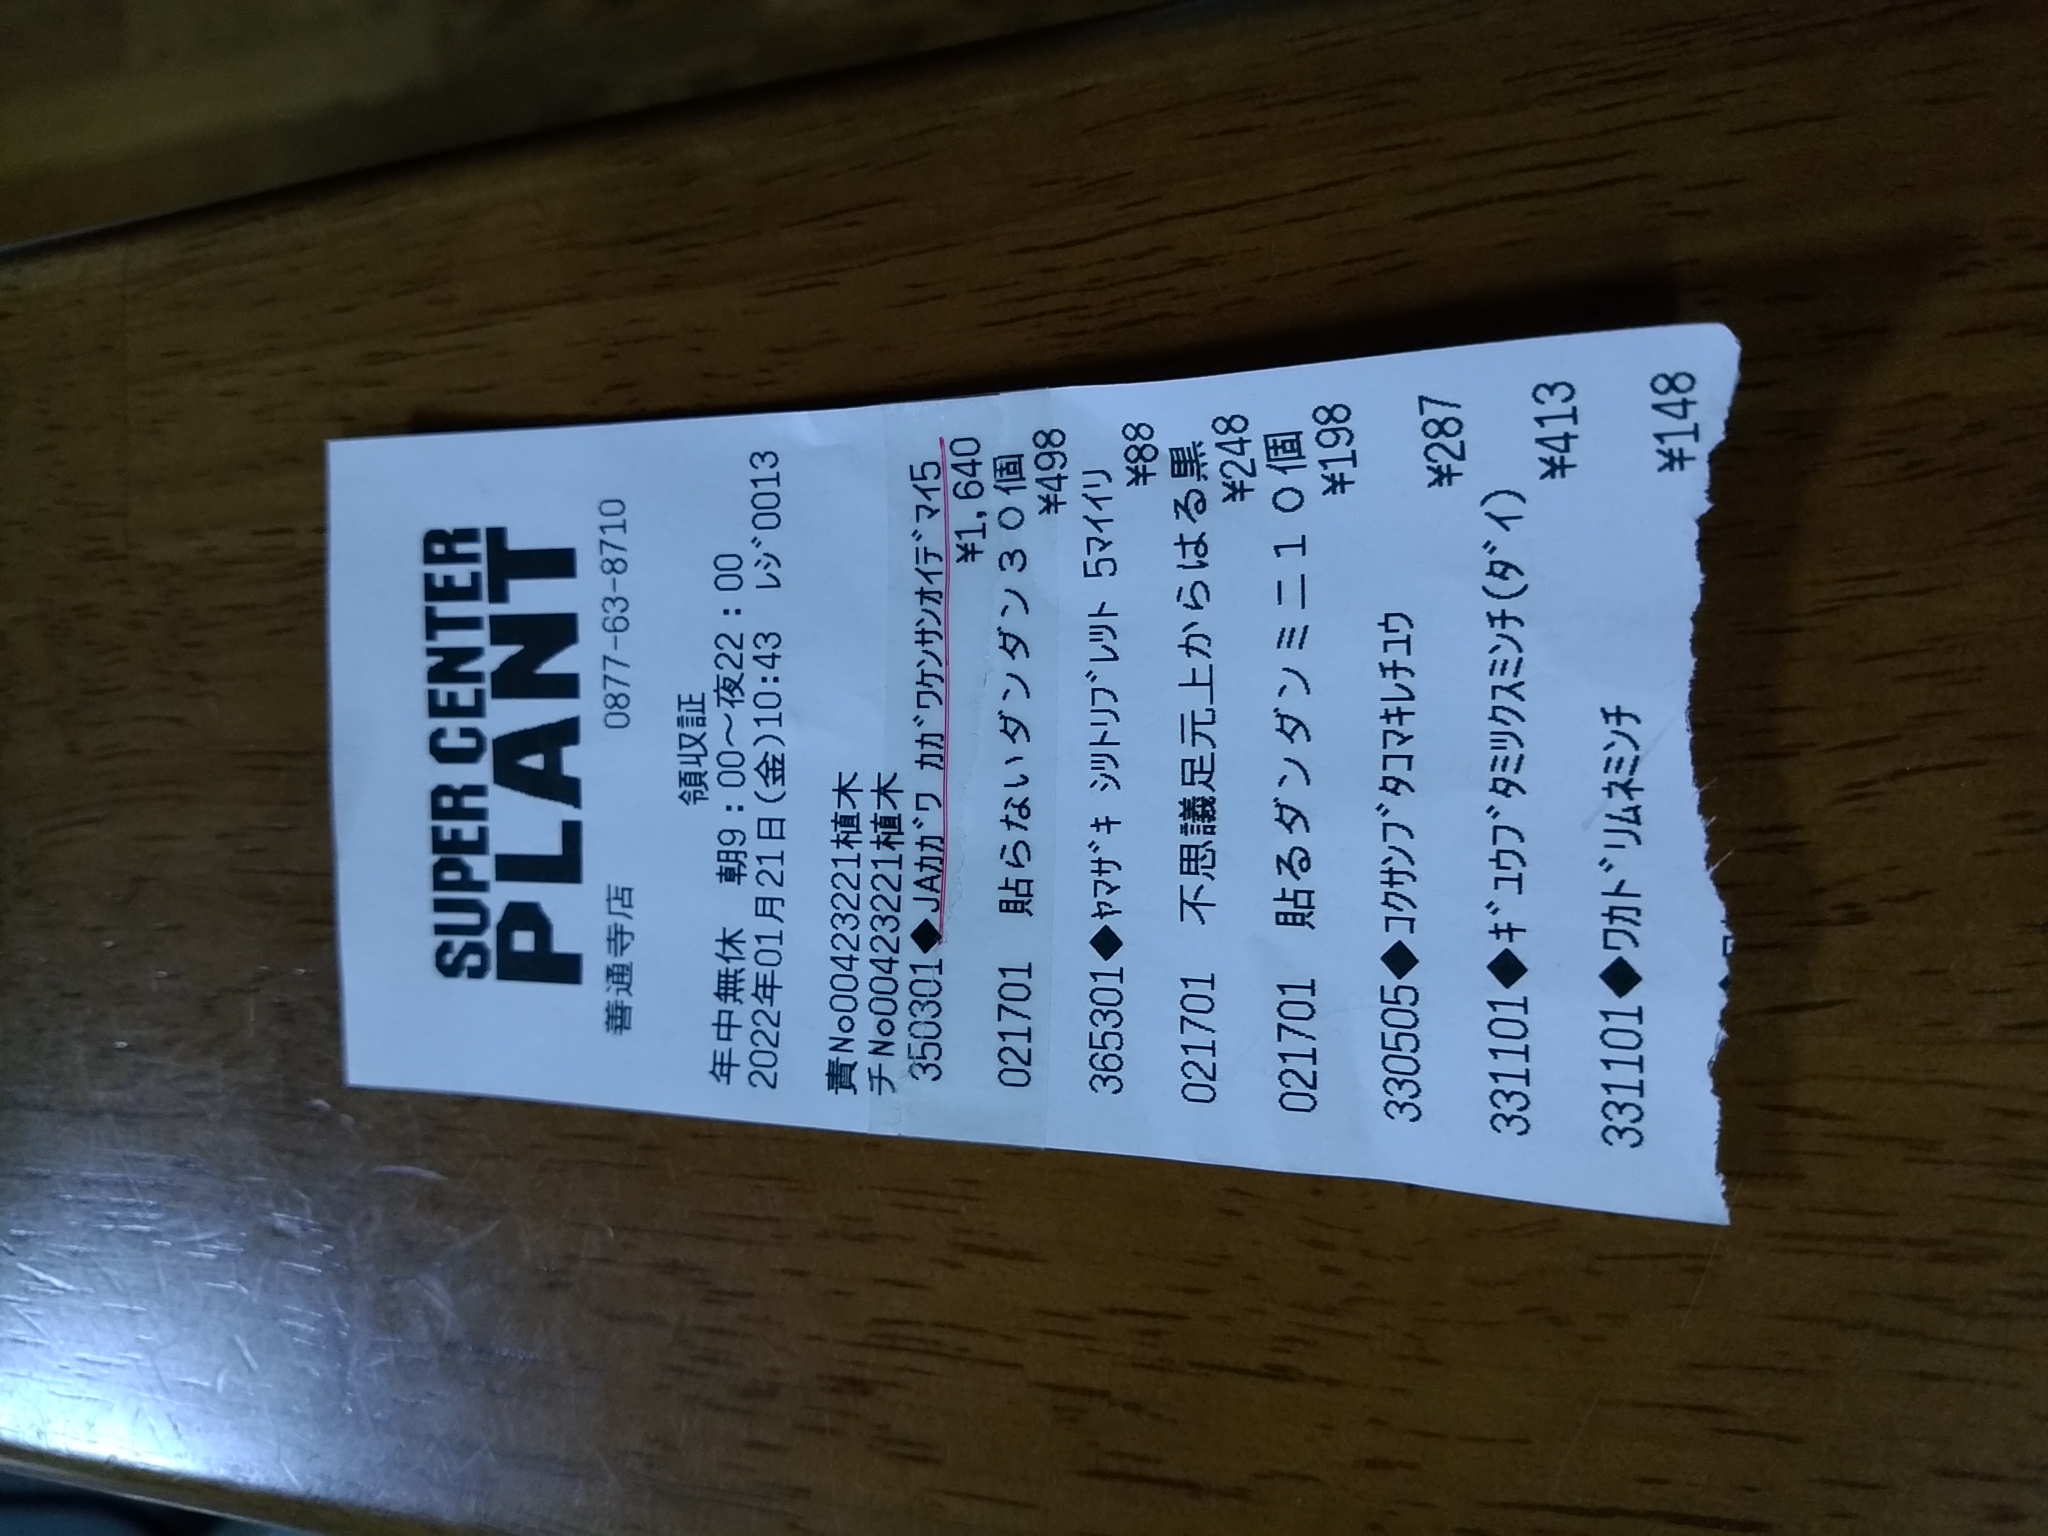 SUPER CENTER
PLANT
善通寺店 0877-63-8710
領収証
年中無休 朝9:00~夜22:00
2022年01月21日(金)10:43 ﾚｼﾞ0013
責No00423221植木
チNo00423221植木
350301◆JAｶｶﾞﾜ ｶｶﾞﾜｹﾝｻﾝｵｲﾃﾞﾏｲ5
¥1,640
021701 貼らないダンダン30個
¥498
365301◆ﾔﾏｻﾞｷ ｼﾂﾄﾘﾌﾞﾚﾂﾄ 5ﾏｲｲﾘ
¥88
021701 不思議足元上からはる黒
¥248
021701 貼るダンダンミニ10個
¥198
330505◆ｺｸｻﾝﾌﾞﾀｺﾏｷﾚﾁﾕｳ
¥287
331101◆ｷﾞﾕｳﾌﾞﾀﾐﾂｸｽﾐﾝﾁ(ﾀﾞｲ)
¥413
331101◆ﾜｶﾄﾞﾘﾑﾈﾐﾝﾁ
¥148